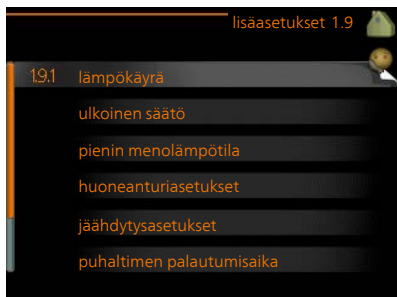 lisäasetukset 1.9
1.9.1 lämpökäyrä
ulkoinen säätö
pienin menolämpötila
huoneanturiasetukset
jäähdytysasetukset
puhaltimen palautumisaika